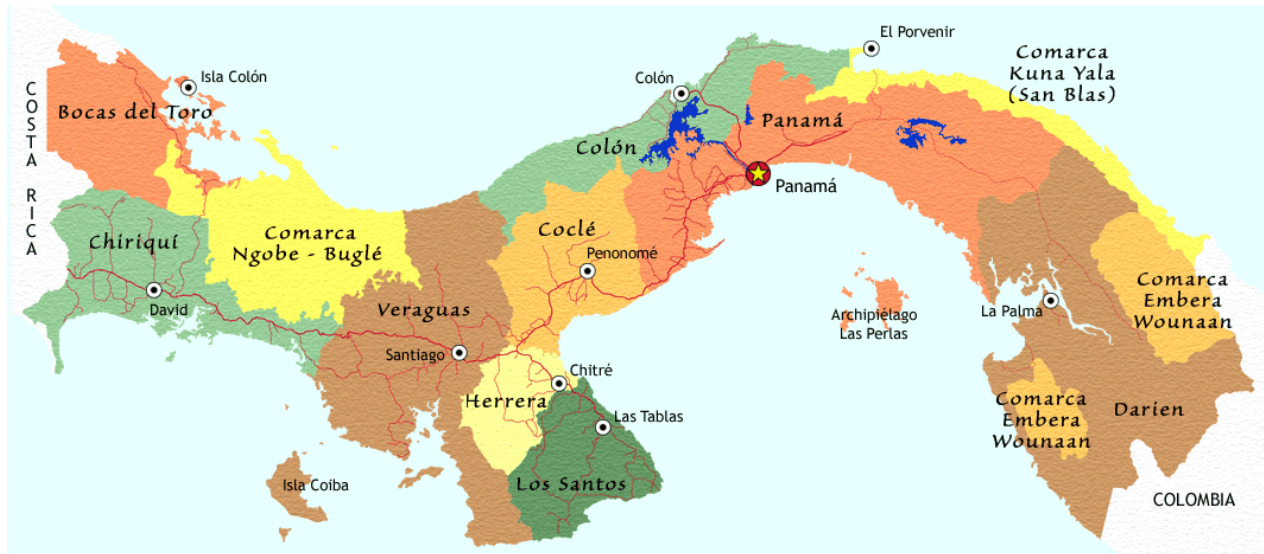 El Porvenir
Comarca
Kuna Yala
(San Blas)
Isla Colón
Colón
COSTA RICA
Bocas del Toro
Panamá
Colón
Panamá
Chiriquí
Comarca
Ngobe - Buglé
Coclé
Penonomé
Comarca
Embera
Wounaan
David
Veraguas
La Palma
Archipiélago
Las Perlas
Santiago
Chitré
Herrera
Las Tablas
Comarca
Embera
Wounaan
Darien
Isla Coiba
Los Santos
COLOMBIA